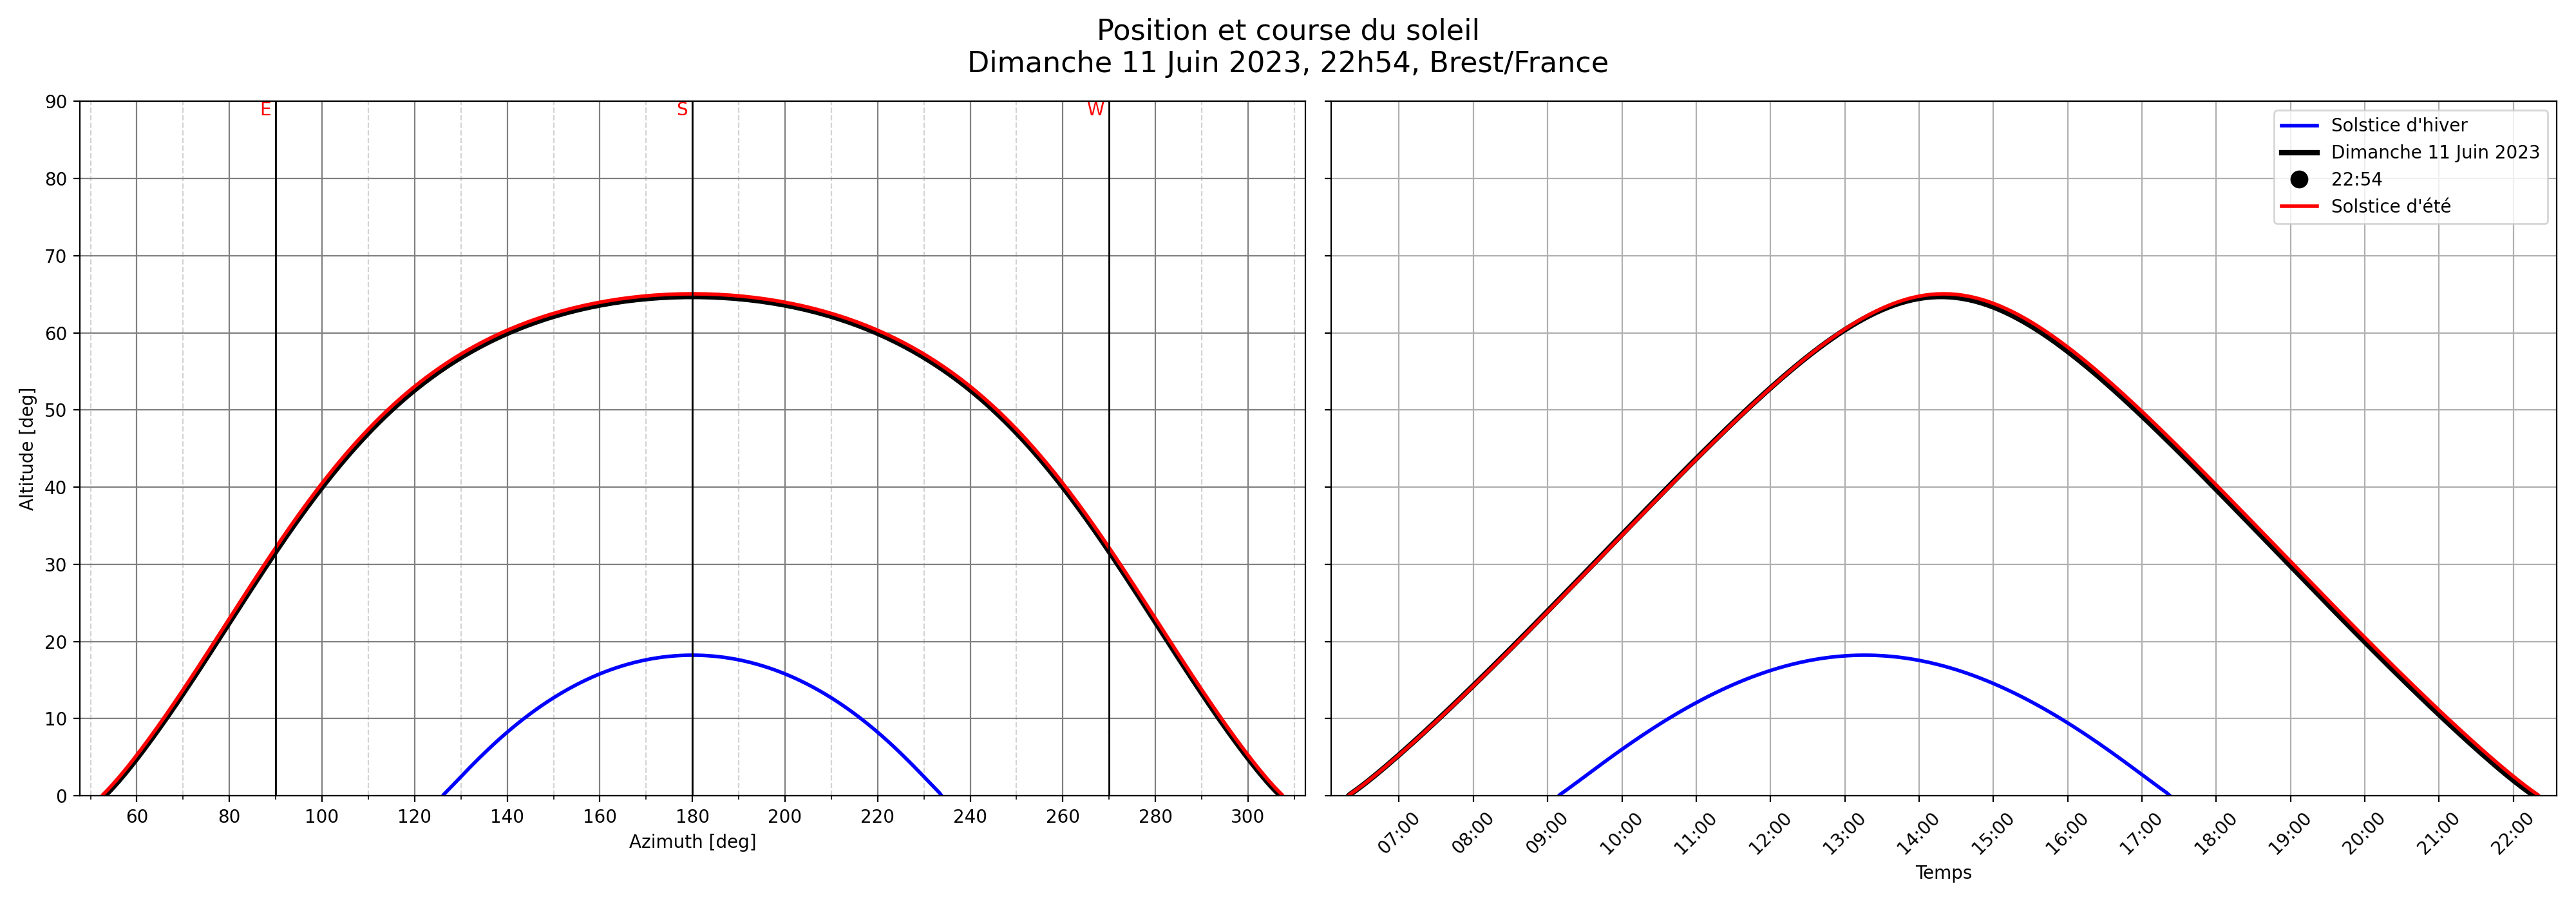 Position et course du soleil
Dimanche 11 Juin 2023, 22h54, Brest/France
E
S
W
90
80
70
60
50
40
30
20
10
0
Altitude [deg]
60 80 100 120 140 160 180 200 220 240 260 280 300
Azimuth [deg]
Solstice d'hiver
Dimanche 11 Juin 2023
22:54
Solstice d'été
07:00 08:00 09:00 10:00 11:00 12:00 13:00 14:00 15:00 16:00 17:00 18:00 19:00 20:00 21:00 22:00
Temps